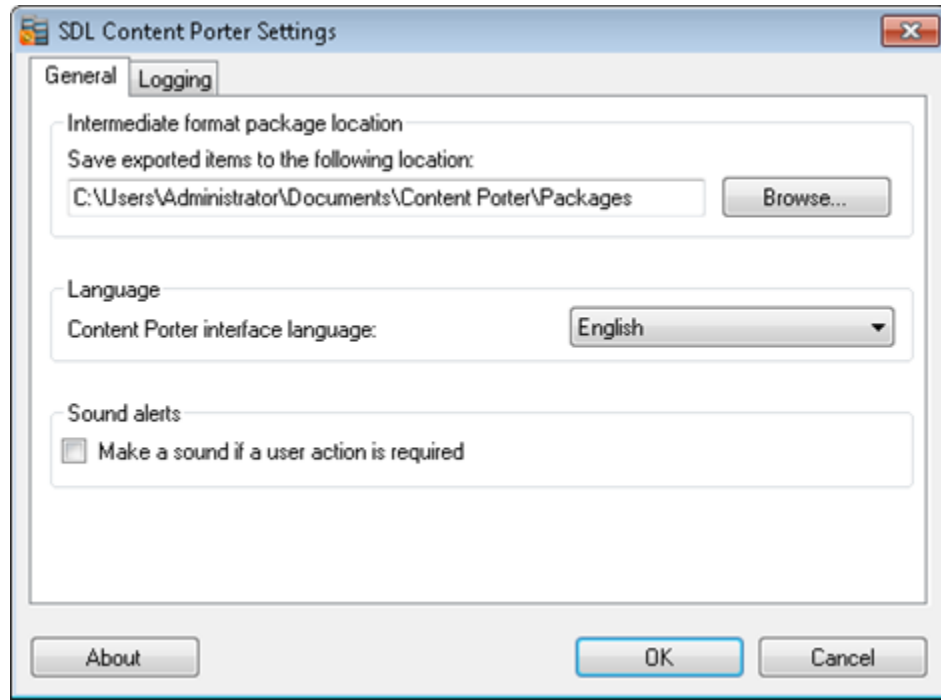 SDL Content Porter Settings
General
Logging
Intermediate format package location
Save exported items to the following location:
C:\Users\Administrator\Documents\Content Porter\Packages
Browse...
Language
Content Porter interface language:
English
Sound alerts
Make a sound if a user action is required
About
OK
Cancel